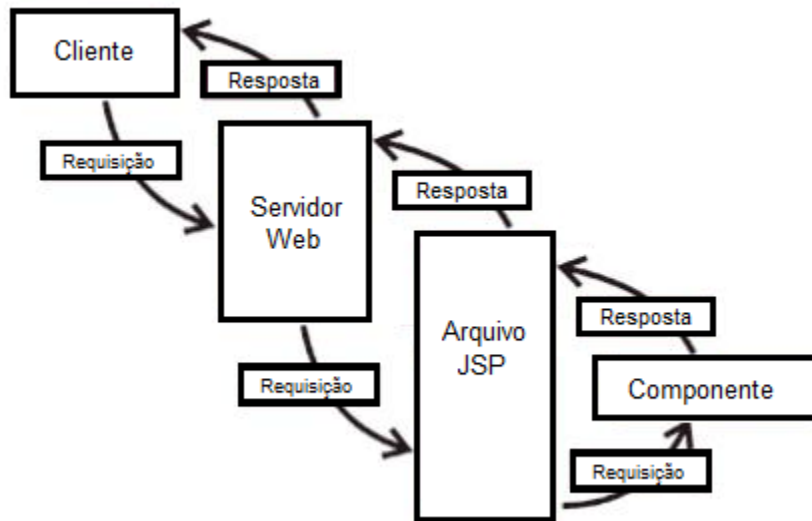 Cliente
Resposta
Requisição
Servidor
Web
Resposta
Requisição
Arquivo
JSP
Resposta
Componente
Requisição